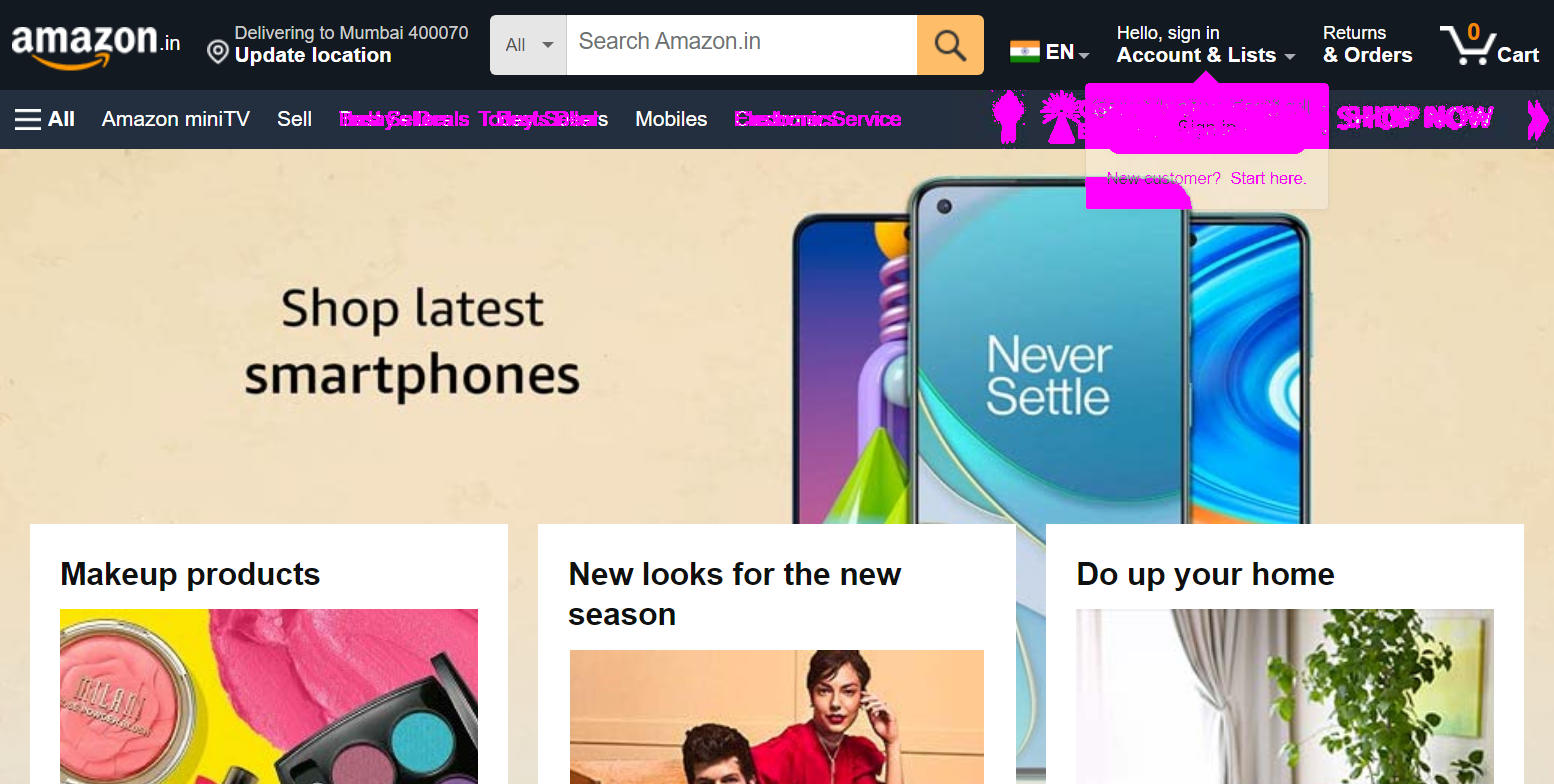 amazon.in
Delivering to Mumbai 400070
Update location
All
Search Amazon.in
EN
Hello, sign in
Account & Lists
Returns
& Orders
0
Cart
All
Amazon miniTV
Sell
Mobiles
SHOP NOW
Sign in
New customer? Start here.
Shop latest
smartphones
Never
Settle
Makeup products
New looks for the new
season
Do up your home
MILANI